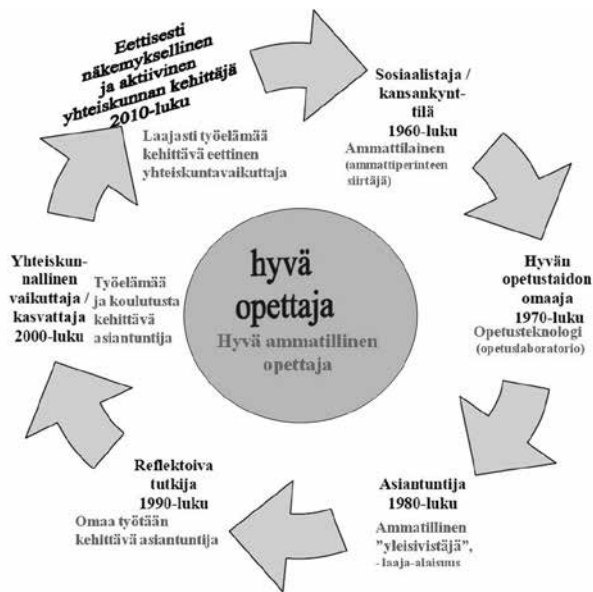 Eettisesti
näkemyksellinen
ja aktiivinen
yhteiskunnan kehittäjä
2010-luku
Laajasti työelämää
kehittävä eettinen
yhteiskuntavaikuttaja
Sosiaalistaja /
kansankynt-
tilä
1960-luku
Ammattilainen
(ammattiperinteen
siirtäjä)
Hyvän
opetustaidon
omaaja
1970-luku
Opetusteknologi
(opetuslaboratorio)
Asiantuntija
1980-luku
Ammatillinen
"yleisivistäjä",
- laaja-alaisuus
Reflektoiva
tutkija
1990-luku
Omaa työtään
kehittävä asiantuntija
Yhteiskun-
nallinen
vaikuttaja /
kasvattaja
2000-luku
Työelämää
ja koulutusta
kehittävä
asiantuntija
hyvä
opettaja
Hyvä ammatillinen
opettaja